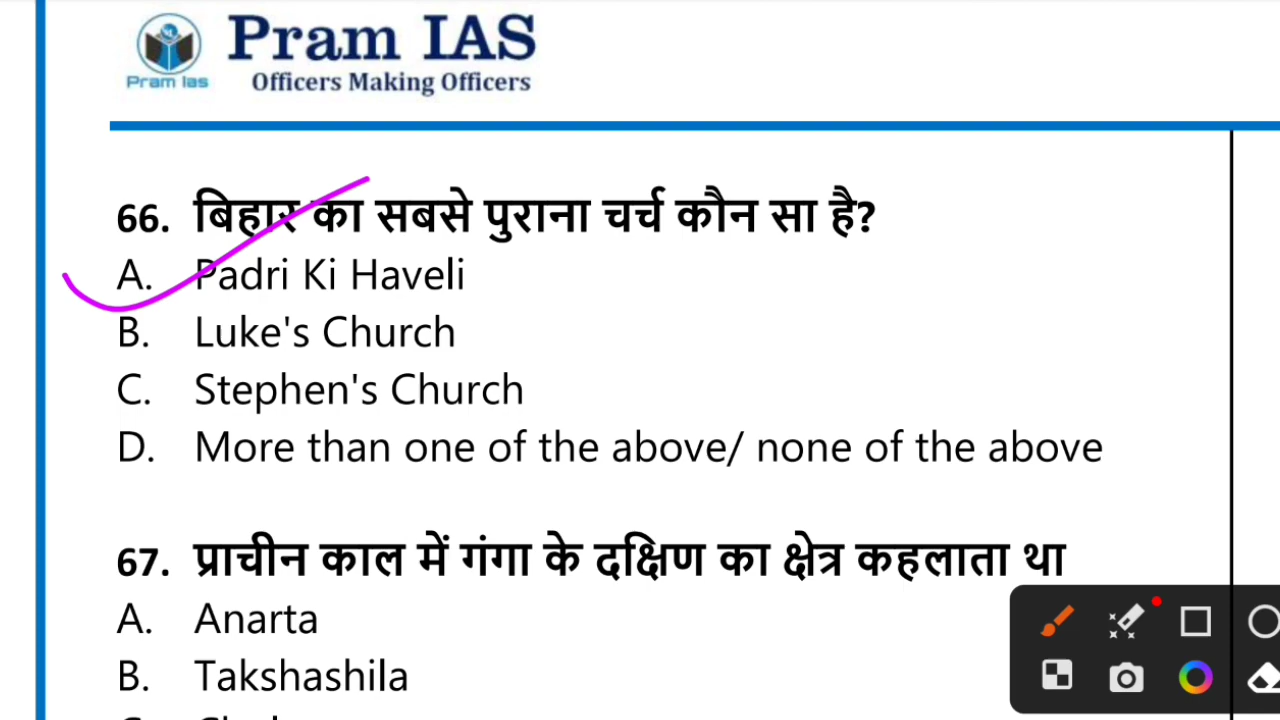 Pram IAS
Pram Ias
Officers Making Officers
66. बिहार का सबसे पुराना चर्च कौन सा है?
A. Padri Ki Haveli
B. Luke's Church
C. Stephen's Church
D. More than one of the above/ none of the above
67. प्राचीन काल में गंगा के दक्षिण का क्षेत्र कहलाता था
A. Anarta
B. Takshashila